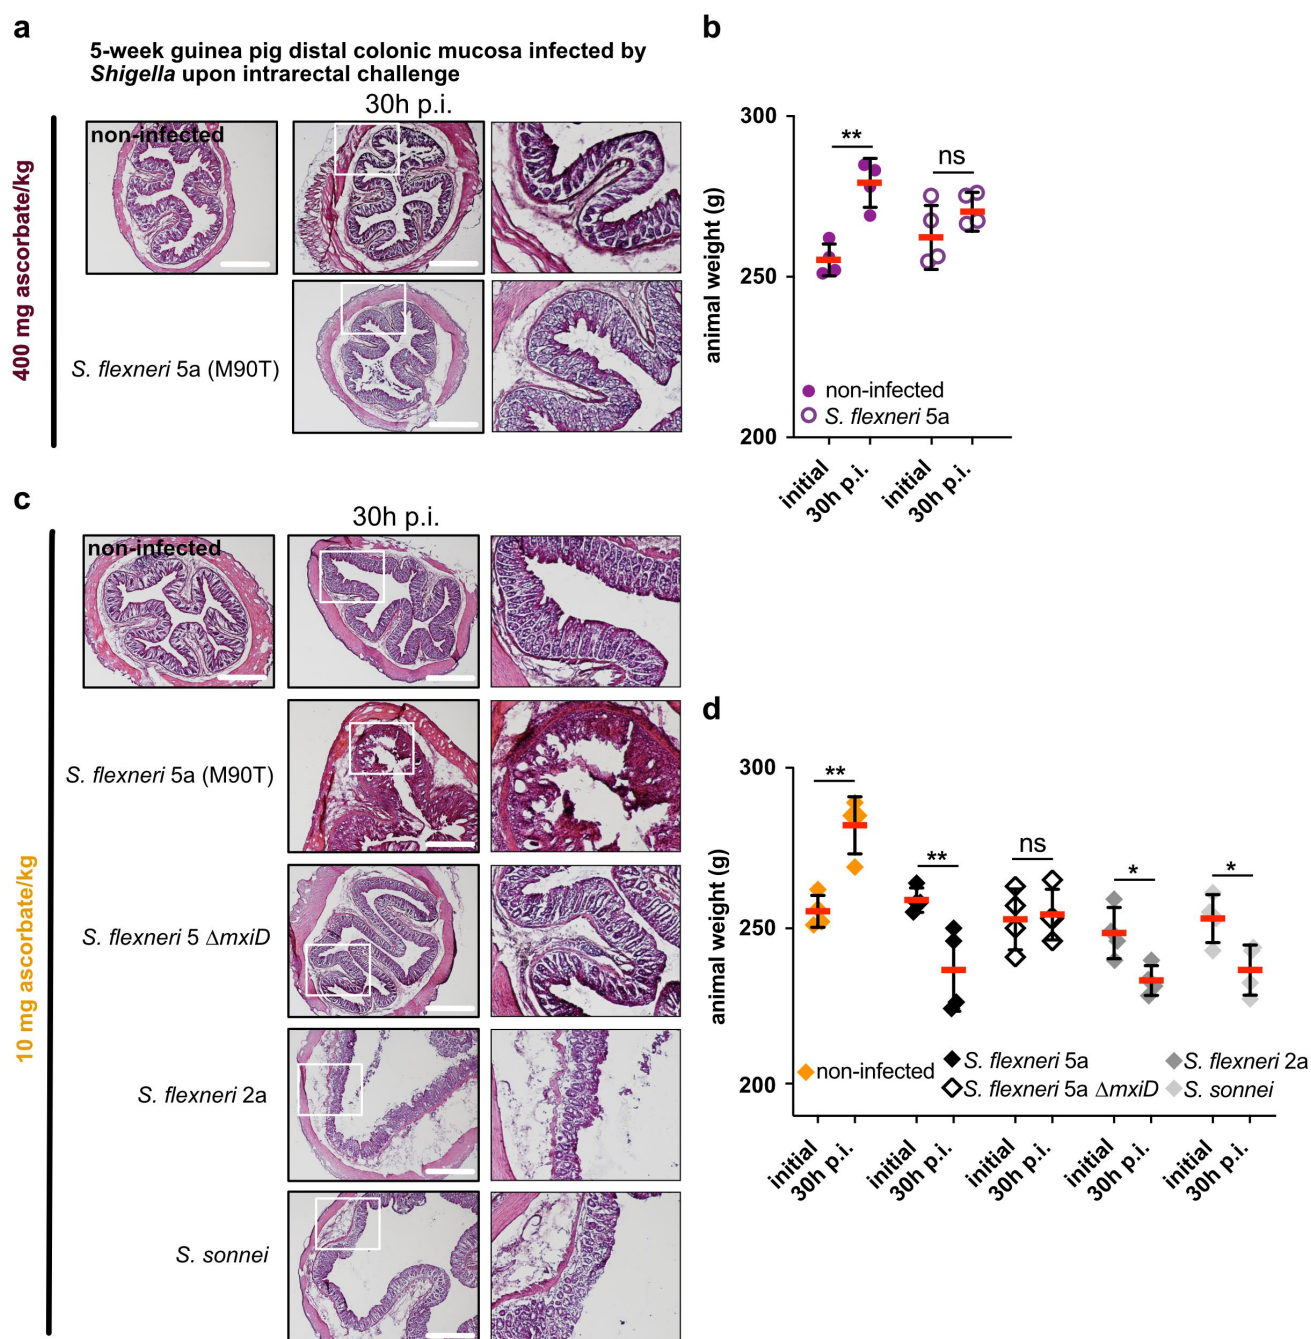 a
5-week guinea pig distal colonic mucosa infected by
Shigella upon intrarectal challenge
30h p.i.
non-infected
400 mg ascorbate/kg
S. flexneri 5a (M90T)
b
300
250
200
animal weight (g)
**
ns
non-infected
S. flexneri 5a
initial
30h p.i.
initial
30h p.i.
c
30h p.i.
non-infected
10 mg ascorbate/kg
S. flexneri 5a (M90T)
S. flexneri 5 ΔmxiD
S. flexneri 2a
S. sonnei
d
300
250
200
animal weight (g)
**
**
ns
*
*
non-infected
S. flexneri 5a
S. flexneri 5a ΔmxiD
S. flexneri 2a
S. sonnei
initial
30h p.i.
initial
30h p.i.
initial
30h p.i.
initial
30h p.i.
initial
30h p.i.